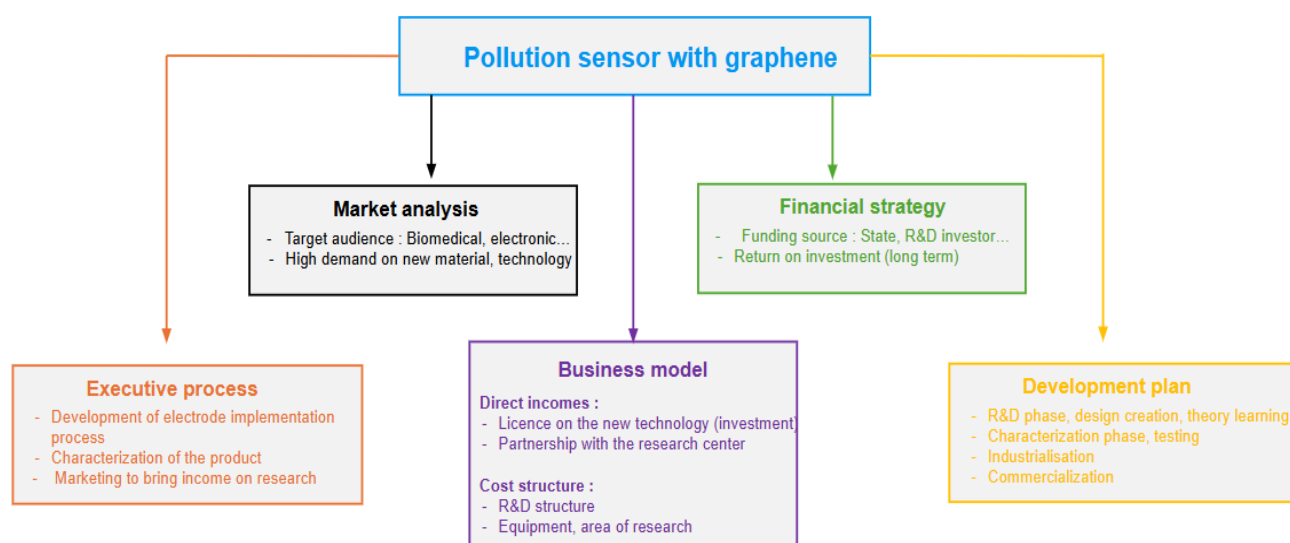 Pollution sensor with graphene
Market analysis
- Target audience : Biomedical, electronic...
- High demand on new material, technology
Financial strategy
- Funding source : State, R&D investor...
- Return on investment (long term)
Executive process
- Development of electrode implementation
process
- Characterization of the product
- Marketing to bring income on research
Business model
Direct incomes :
- Licence on the new technology (investment)
- Partnership with the research center
Cost structure :
- R&D structure
- Equipment, area of research
Development plan
- R&D phase, design creation, theory learning
- Characterization phase, testing
- Industrialisation
- Commercialization